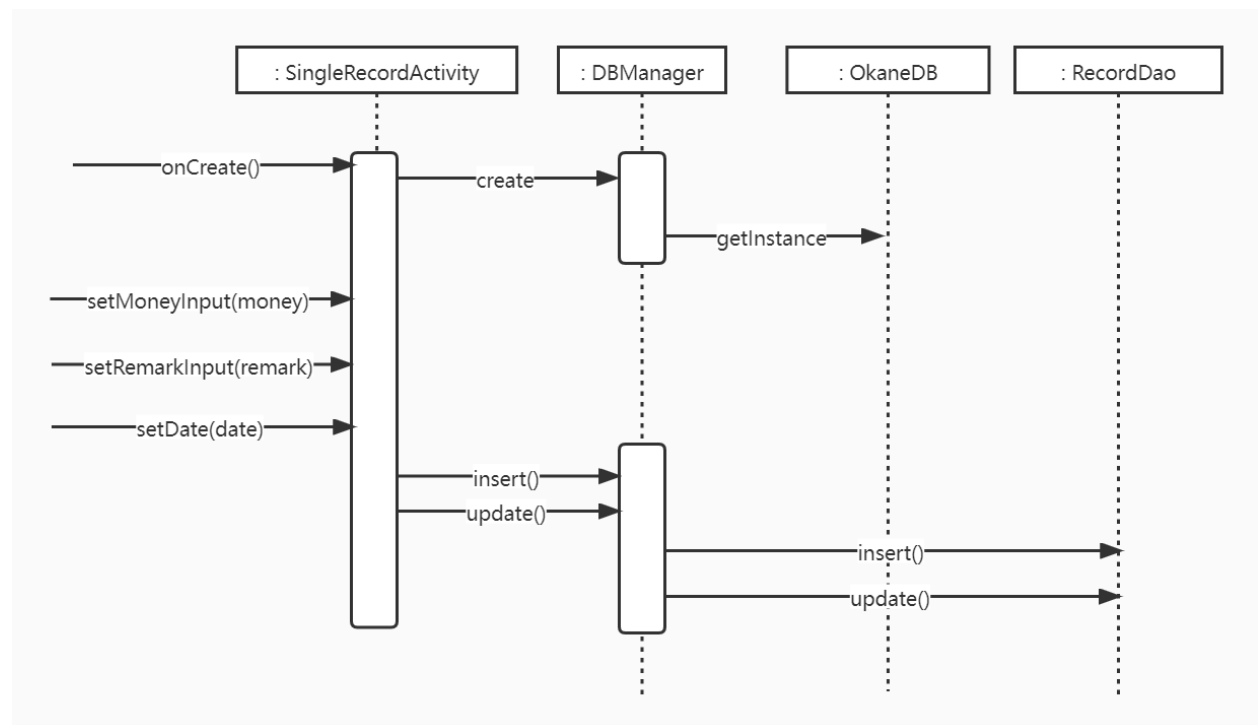 : SingleRecordActivity
: DBManager
: OkaneDB
: RecordDao
onCreate()
create
getInstance
setMoneyInput(money)
setRemarkInput(remark)
setDate(date)
insert()
update()
insert()
update()